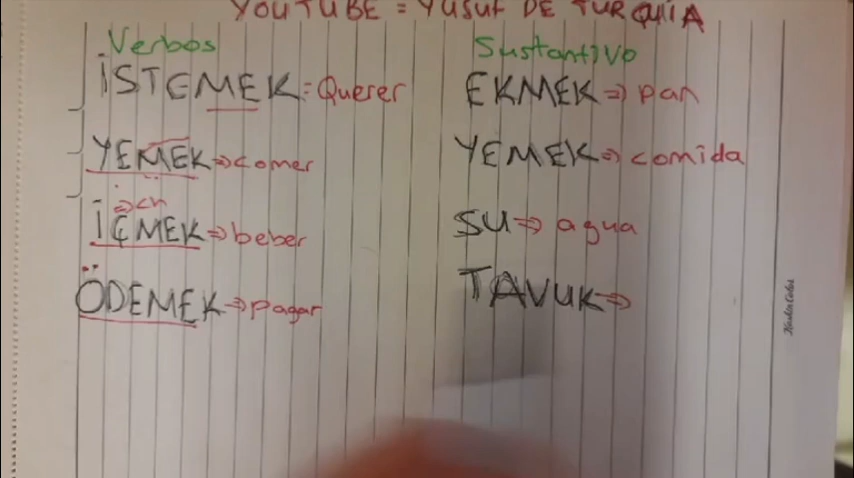 YOUTUBE = YUSUF DE TURQUÍA
Verbos
İSTEMEK = Querer
YEMEK => comer
=> ch
İÇMEK => beber
ÖDEMEK => pagar
Sustantivo
EKMEK => pan
YEMEK => comida
SU => agua
TAVUK =>